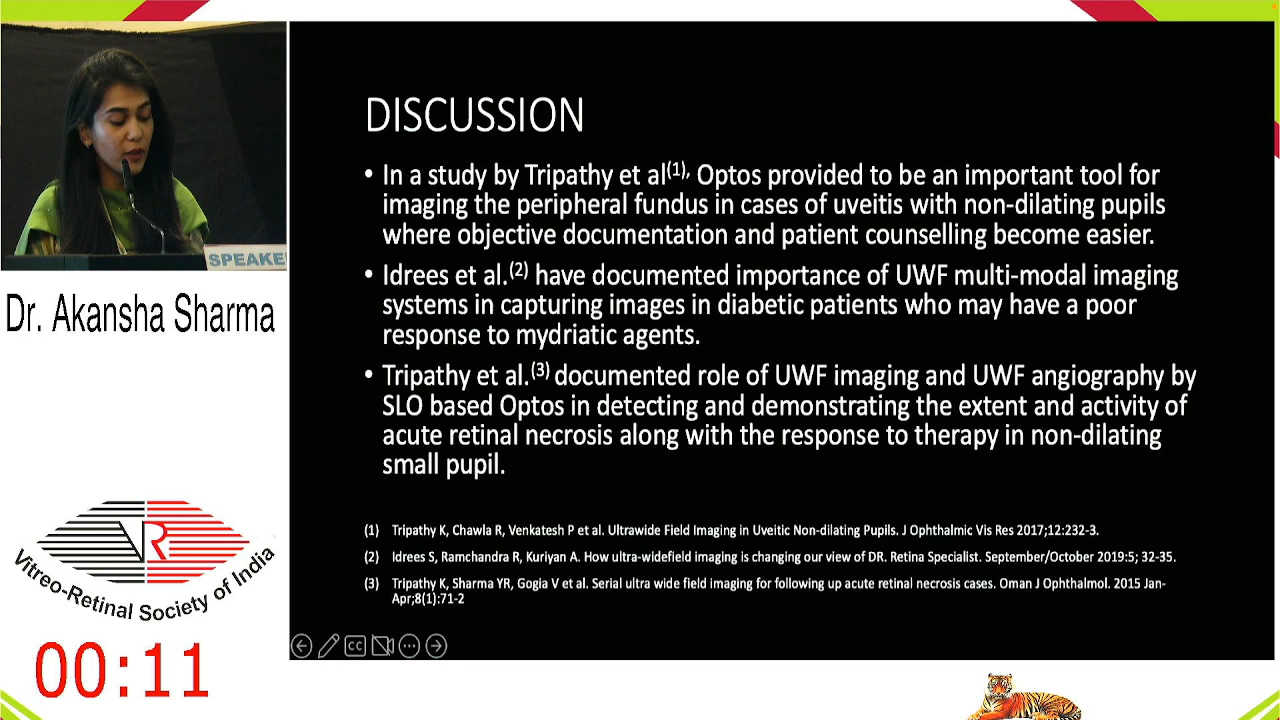 SPEAKE
Dr. Akansha Sharma
VR
Vitreo-Retinal Society of India
00:11
DISCUSSION
• In a study by Tripathy et al(1), Optos provided to be an important tool for
imaging the peripheral fundus in cases of uveitis with non-dilating pupils
where objective documentation and patient counselling become easier.
• Idrees et al.(2) have documented importance of UWF multi-modal imaging
systems in capturing images in diabetic patients who may have a poor
response to mydriatic agents.
• Tripathy et al.(3) documented role of UWF imaging and UWF angiography by
SLO based Optos in detecting and demonstrating the extent and activity of
acute retinal necrosis along with the response to therapy in non-dilating
small pupil.
(1) Tripathy K, Chawla R, Venkatesh P et al. Ultrawide Field Imaging in Uveitic Non-dilating Pupils. J Ophthalmic Vis Res 2017;12:232-3.
(2) Idrees S, Ramchandra R, Kuriyan A. How ultra-widefield imaging is changing our view of DR. Retina Specialist. September/October 2019:5; 32-35.
(3) Tripathy K, Sharma YR, Gogia V et al. Serial ultra wide field imaging for following up acute retinal necrosis cases. Oman J Ophthalmol. 2015 Jan-
Apr;8(1):71-2
CC